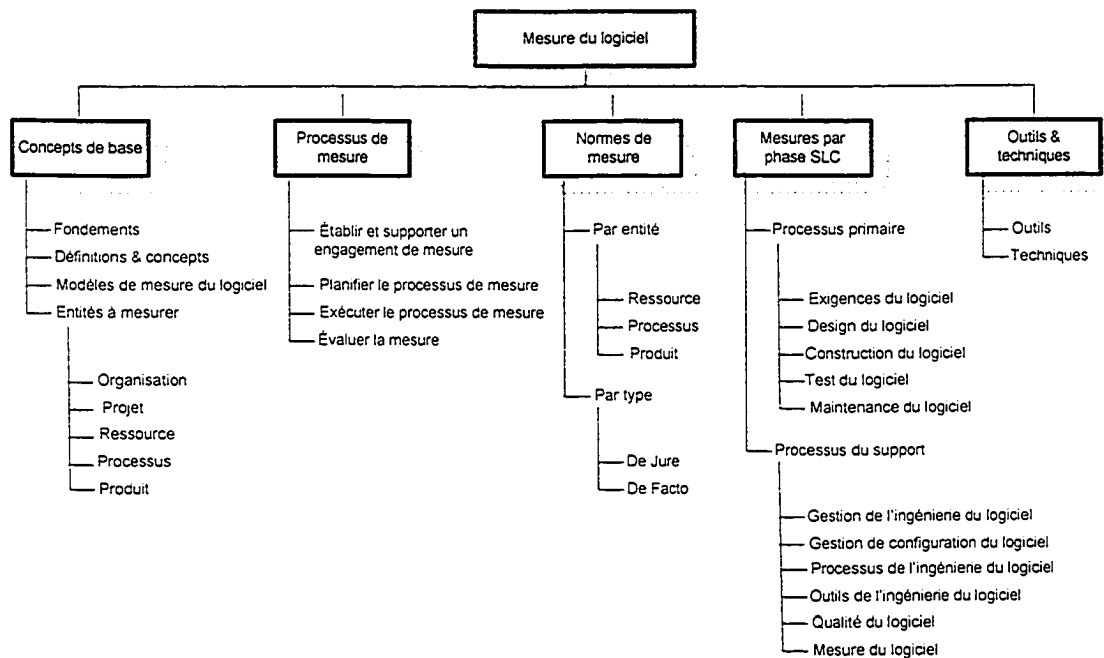 Mesure du logiciel
Concepts de base
Fondements
Définitions & concepts
Modèles de mesure du logiciel
Entités à mesurer
Organisation
Projet
Ressource
Processus
Produit
Processus de
mesure
Établir et supporter un
engagement de mesure
Planifier le processus de mesure
Exécuter le processus de mesure
Évaluer la mesure
Normes de
mesure
Par entité
Ressource
Processus
Produit
Par type
De Jure
De Facto
Mesures par
phase SLC
Processus primaire
Exigences du logiciel
Design du logiciel
Construction du logiciel
Test du logiciel
Maintenance du logiciel
Processus du support
Gestion de l'ingénierie du logiciel
Gestion de configuration du logiciel
Processus de l'ingénierie du logiciel
Outils de l'ingénierie du logiciel
Qualité du logiciel
Mesure du logiciel
Outils &
techniques
Outils
Techniques